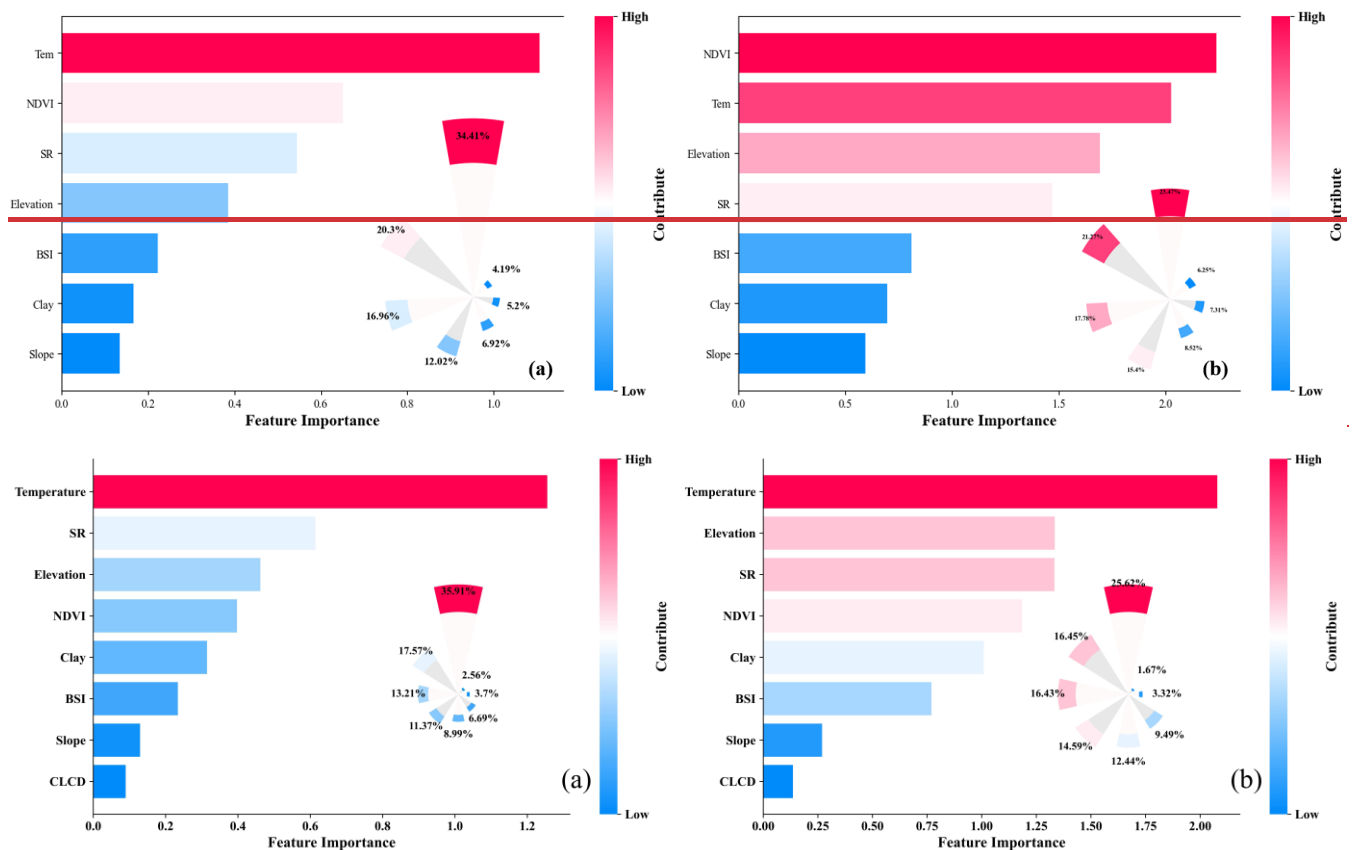 Tem
NDVI
SR
Elevation
BSI
Clay
Slope
34.41%
20.3%
16.96%
12.02%
6.92%
5.2%
4.19%
(a)
0.0 0.2 0.4 0.6 0.8 1.0
Feature Importance
High
Contribute
Low
NDVI
Tem
Elevation
SR
BSI
Clay
Slope
23.47%
21.27%
17.78%
15.4%
8.52%
7.31%
6.25%
(b)
0.0 0.5 1.0 1.5 2.0
Feature Importance
High
Contribute
Low
Temperature
SR
Elevation
NDVI
Clay
BSI
Slope
CLCD
35.91%
17.57%
13.21%
11.37%
8.99%
6.69%
3.7%
2.56%
(a)
0.0 0.2 0.4 0.6 0.8 1.0 1.2
Feature Importance
High
Contribute
Low
Temperature
Elevation
SR
NDVI
Clay
BSI
Slope
CLCD
25.62%
16.45%
16.43%
14.59%
12.44%
9.49%
3.32%
1.67%
(b)
0.00 0.25 0.50 0.75 1.00 1.25 1.50 1.75 2.00
Feature Importance
High
Contribute
Low